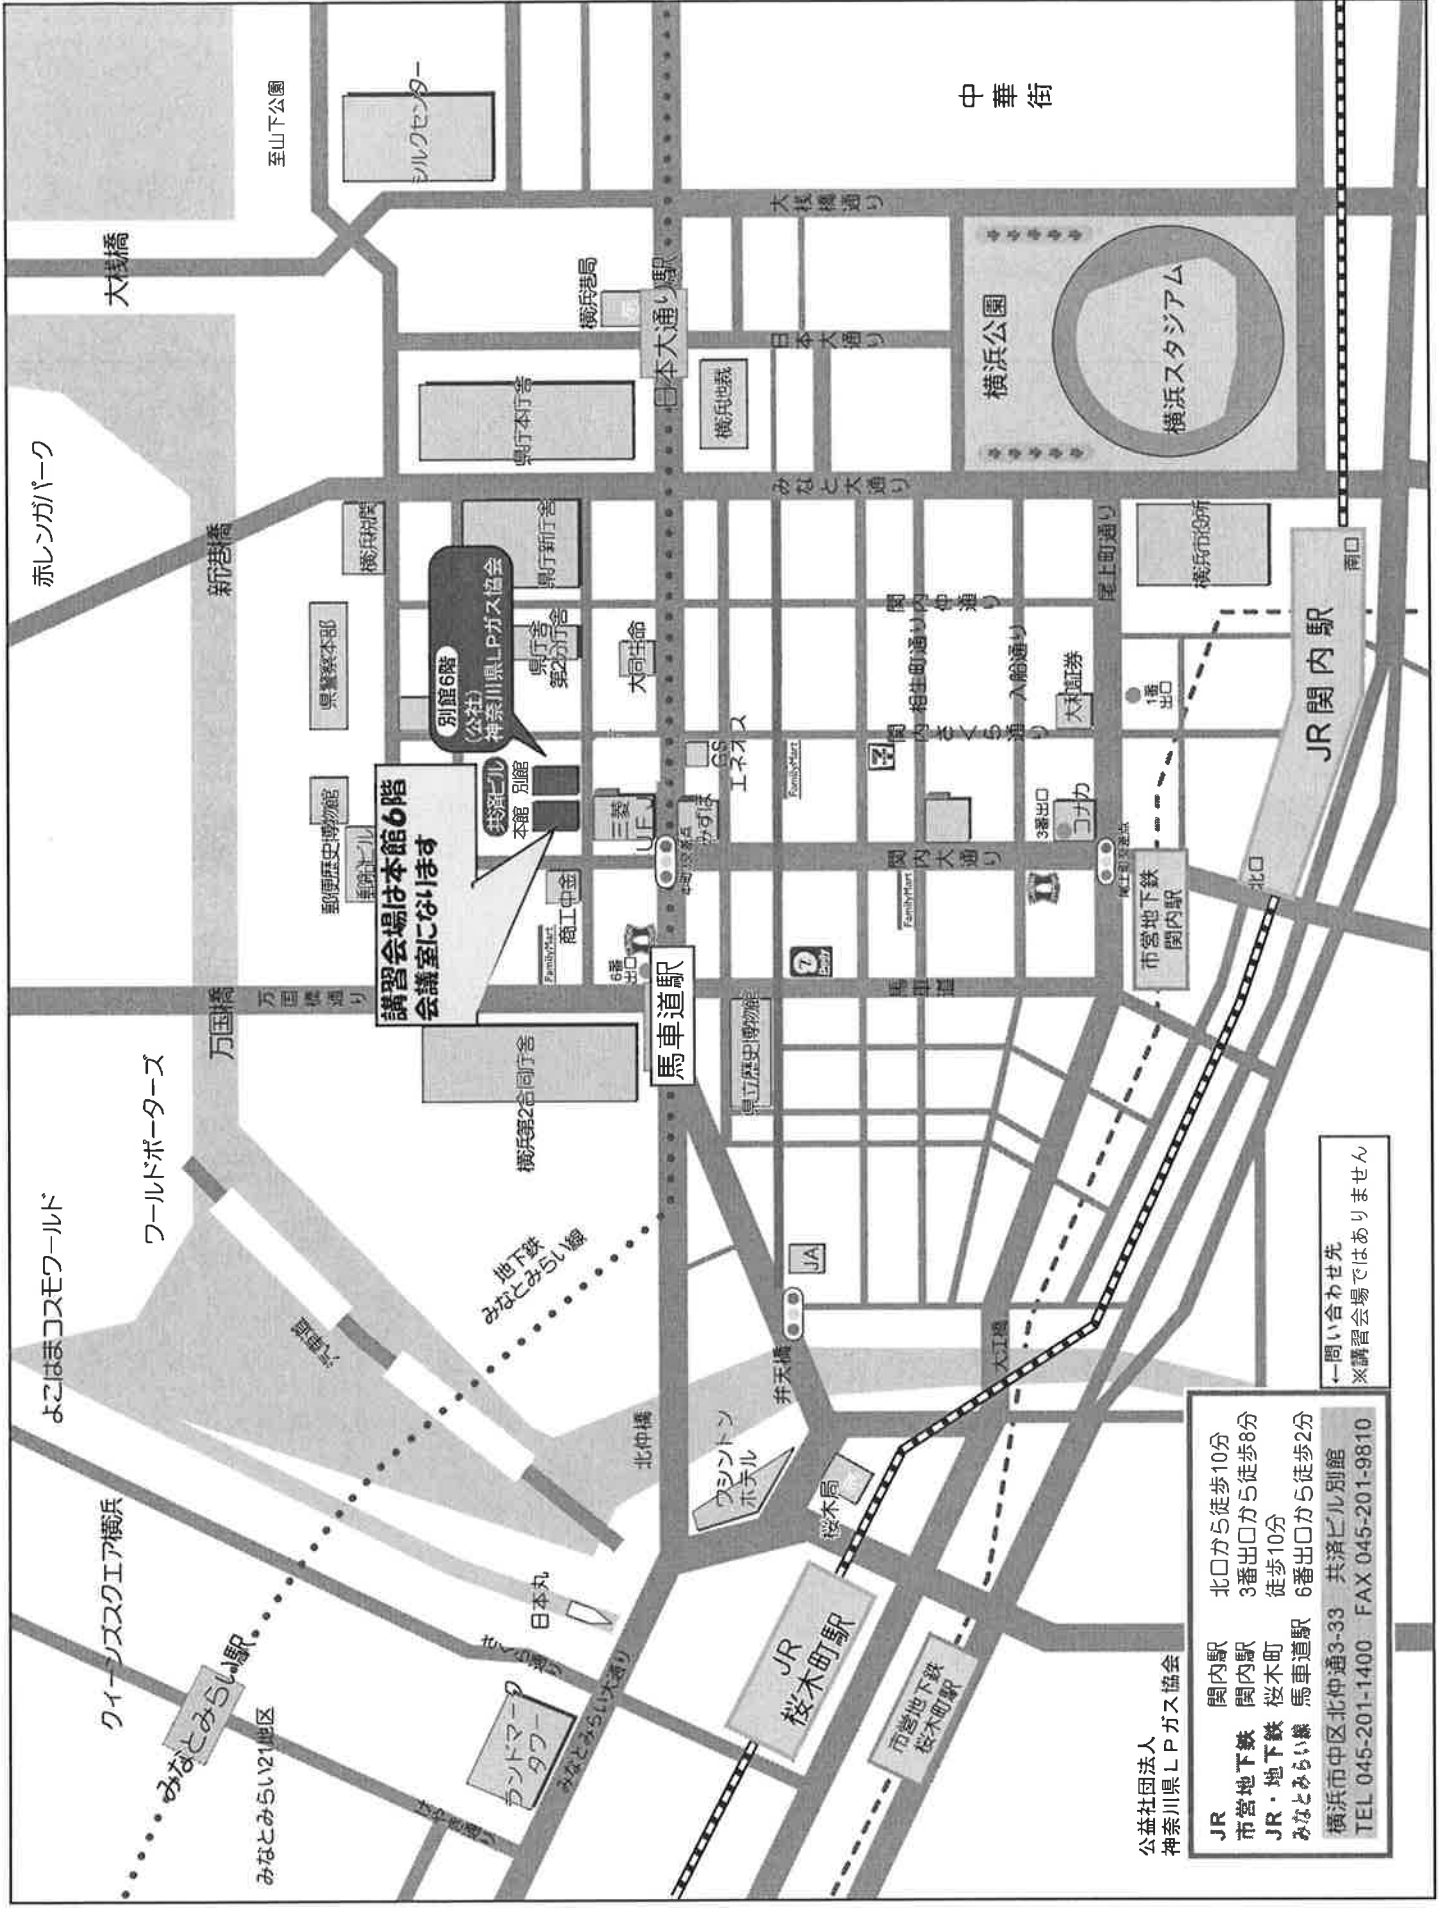 よこはまコスモワールド
ワールドポーターズ
赤レンガパーク
クィーンズスクエア横浜
みなとみらい駅
みなとみらい21地区
汽車道
万国橋
万国橋通り
新港橋
大桟橋
至山下公園
シルクセンター
日本丸
さくら通り
ランドマーク
タワー
けやき通り
みなとみらい大通り
地下鉄
みなとみらい線
北仲橋
横浜第2合同庁舎
郵便歴史博物館
郵船ビル
県警察本部
横浜税関
講習会場は本館6階
会議室になります
共済ビル
本館 別館
別館6階
(公社)
神奈川県LPガス協会
県庁新庁舎
県庁舎
第2分庁舎
県庁本庁舎
横浜港局
商工中金
FamilyMart
6番
出口
三菱
UFJ
大同生命
馬車道駅
みずほ
GS
エネオス
日本大通り駅
横浜地裁
大桟橋通り
日本大通り
みなと大通り
中華街
ワシントン
ホテル
弁天橋
JA
県立歴史博物館
Daily
FamilyMart
FamilyMart
馬車道
関内大通り
関内さくら通り
関内仲通り
相生町通り
入船通り
尾上町通り
横浜公園
横浜スタジアム
桜木局
大江橋
3番出口
コナカ
大和証券
1番
出口
横浜市役所
JR
桜木町駅
市営地下鉄
桜木町駅
市営地下鉄
関内駅
北口
JR関内駅
南口
公益社団法人
神奈川県LPガス協会
JR 関内駅 北口から徒歩10分
市営地下鉄 関内駅 3番出口から徒歩8分
JR・地下鉄 桜木町 徒歩10分
みなとみらい線 馬車道駅 6番出口から徒歩2分
横浜市中区北仲通3-33 共済ビル別館
TEL 045-201-1400 FAX 045-201-9810
←問い合わせ先
※講習会場ではありません